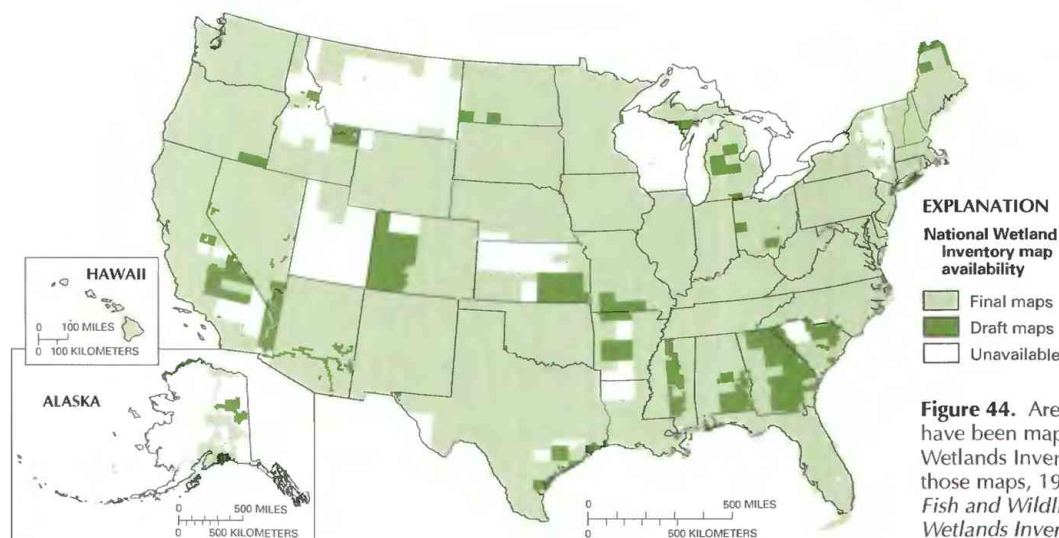 HAWAII
0 100 MILES
0 100 KILOMETERS
ALASKA
0 500 MILES
0 500 KILOMETERS
0 500 MILES
0 500 KILOMETERS
EXPLANATION
National Wetland
Inventory map
availability
Final maps
Draft maps
Unavailable
Figure 44. Are
have been map
Wetlands Inver
those maps, 19
Fish and Wildli
Wetlands Inver